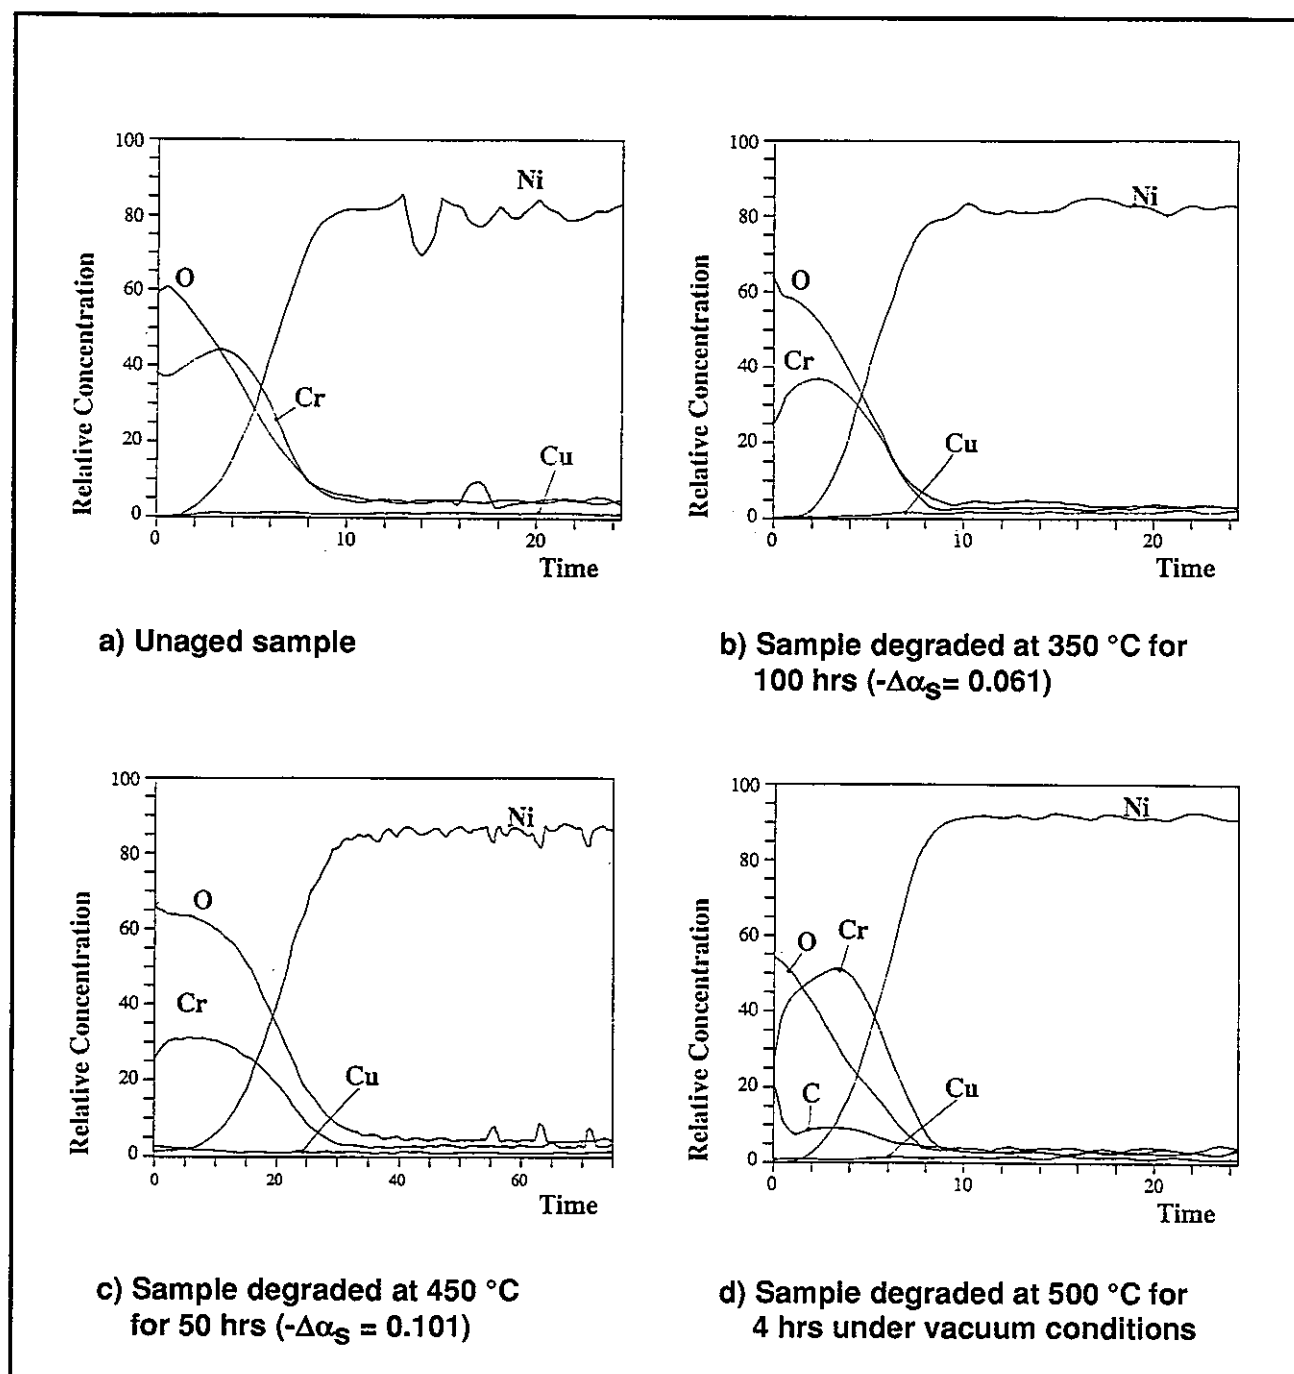 100
80
60
40
20
0
Relative Concentration
Ni
O
Cr
Cu
0 10 20
Time
a) Unaged sample
100
80
60
40
20
0
Relative Concentration
Ni
O
Cr
Cu
0 10 20
Time
b) Sample degraded at 350 °C for
100 hrs (-Δαs= 0.061)
100
80
60
40
20
0
Relative Concentration
Ni
O
Cr
Cu
0 20 40 60
Time
c) Sample degraded at 450 °C
for 50 hrs (-Δαs = 0.101)
100
80
60
40
20
0
Relative Concentration
Ni
O
Cr
C
Cu
0 10 20
Time
d) Sample degraded at 500 °C for
4 hrs under vacuum conditions